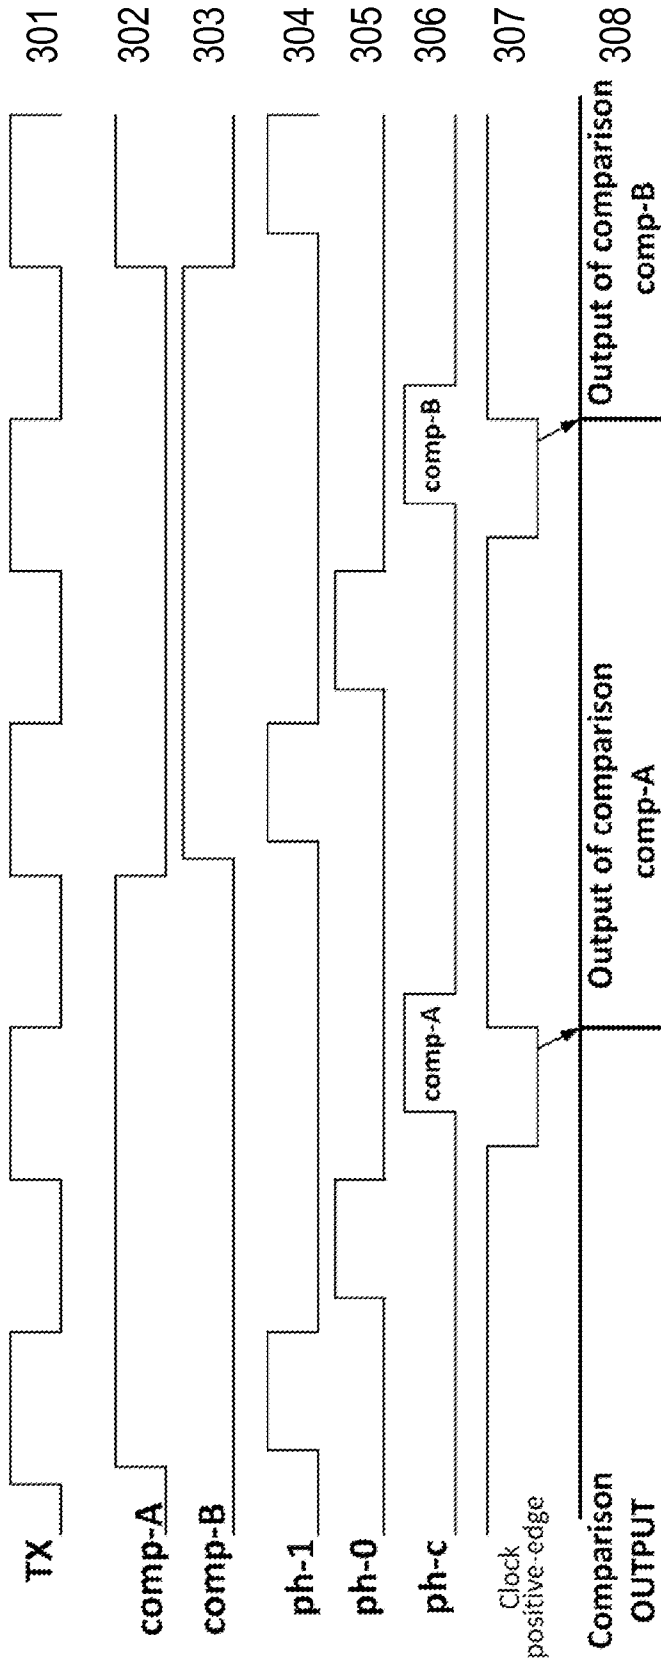 TX 301
comp-A 302
comp-B 303
ph-1 304
ph-0 305
ph-c comp-A comp-B 306
Clock
positive-edge 307
Comparison Output of comparison Output of comparison 308
OUTPUT comp-A comp-B